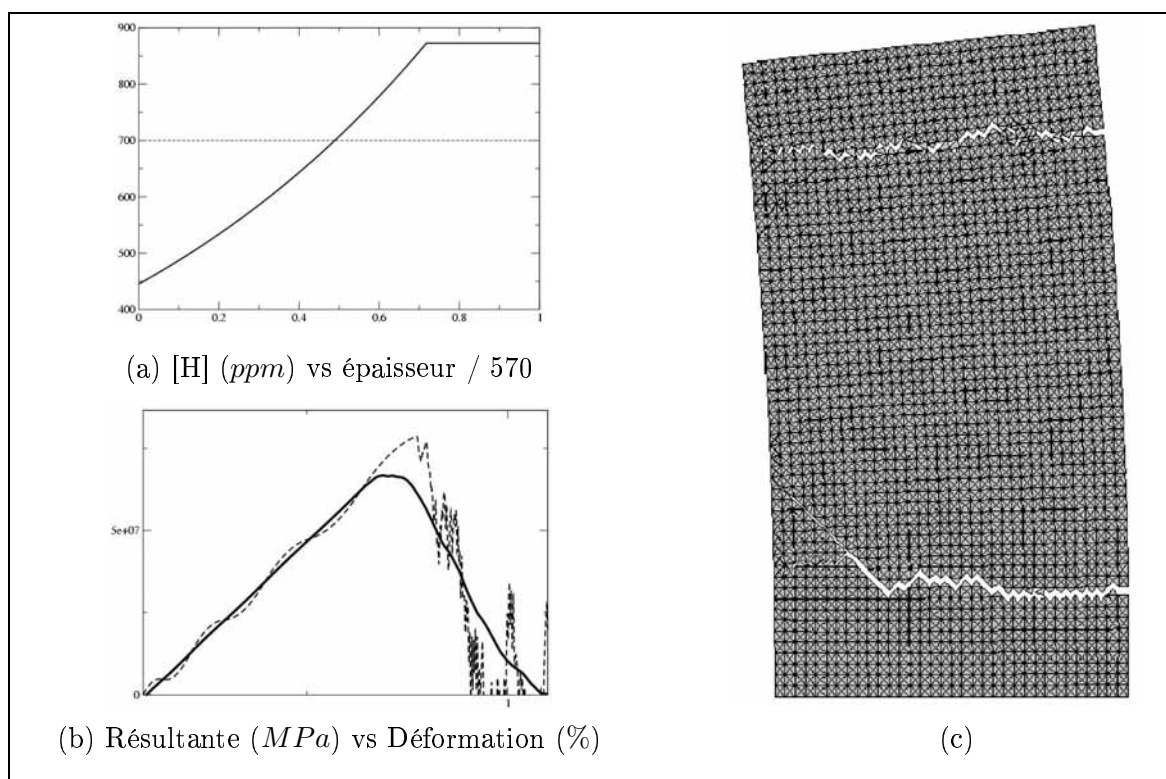 900
800
700
600
500
400
0 0.2 0.4 0.6 0.8 1
(a) [H] (ppm) vs épaisseur / 570
5e+07
0
1
(b) Résultante (MPa) vs Déformation (%)
(c)